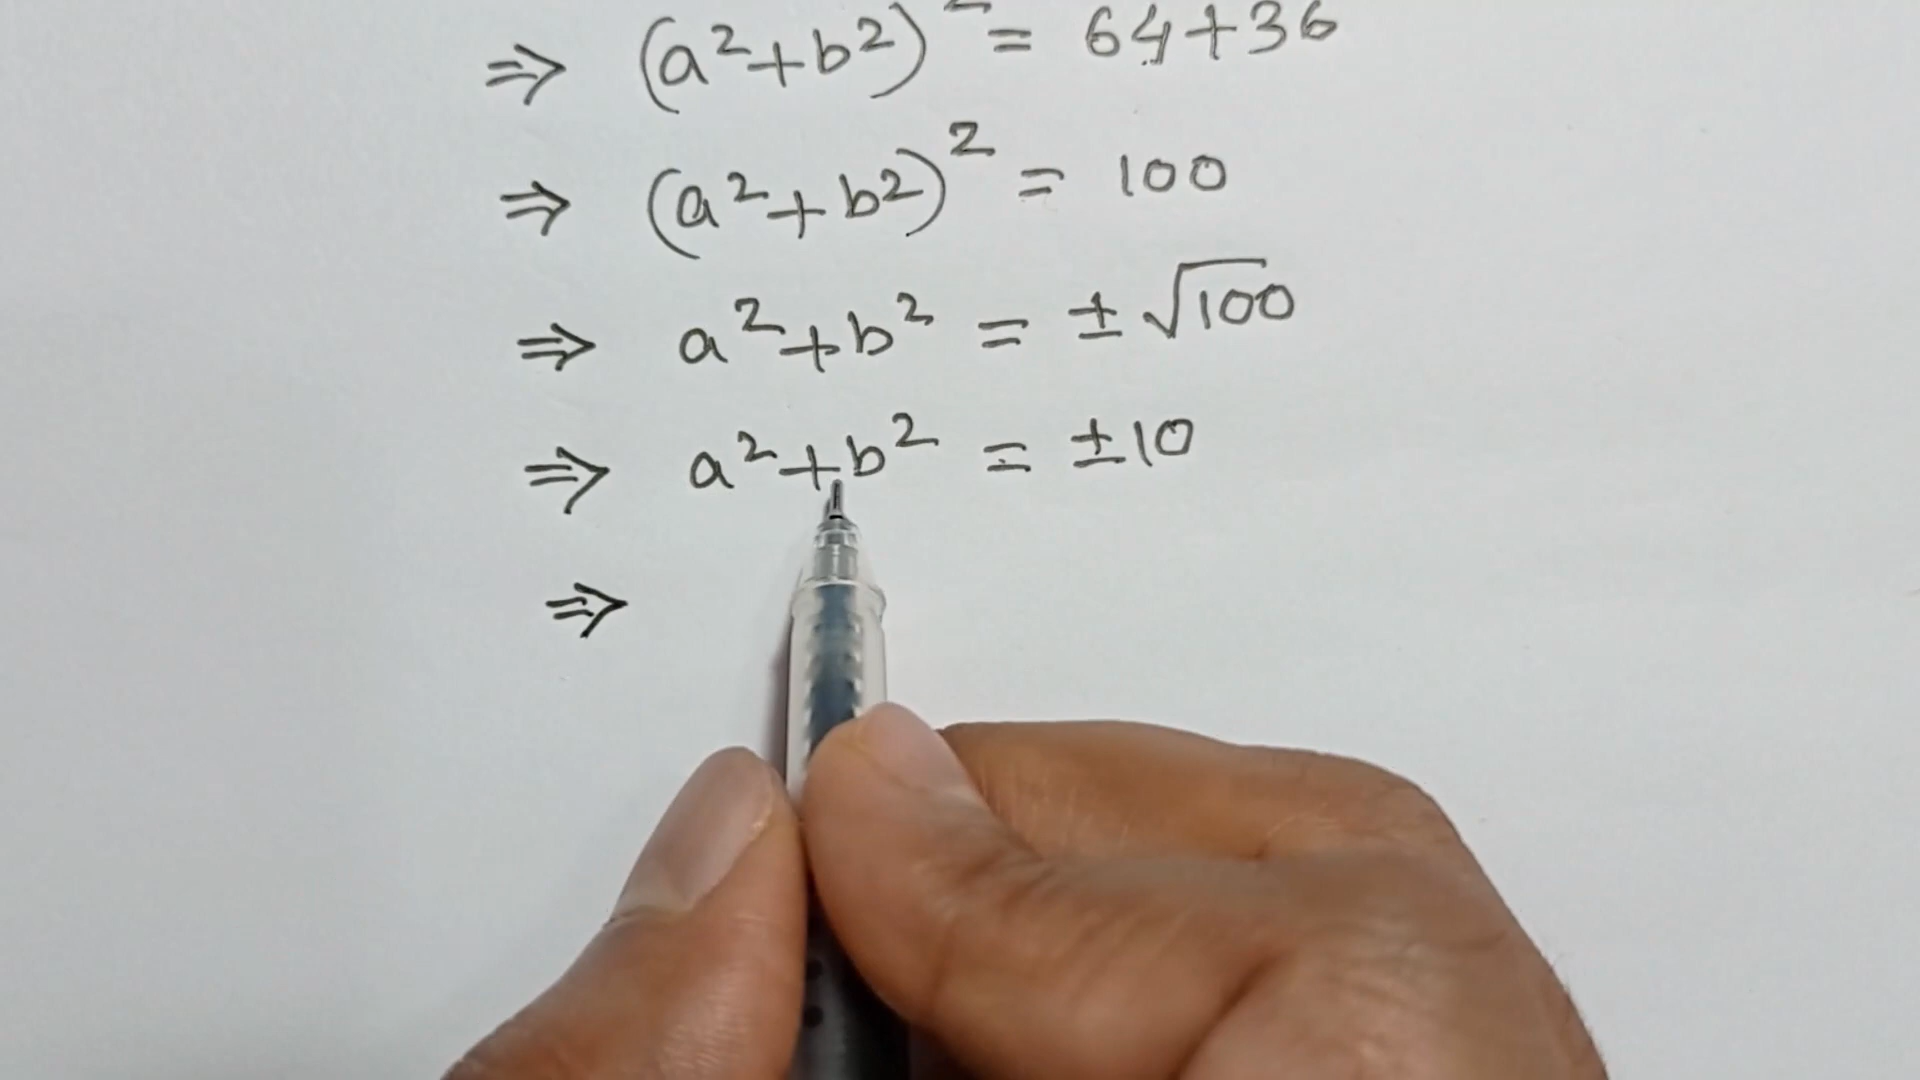 ⇒ (a²+b²)² = 64+36
⇒ (a²+b²)² = 100
⇒ a²+b² = ±√100
⇒ a²+b² = ±10
⇒